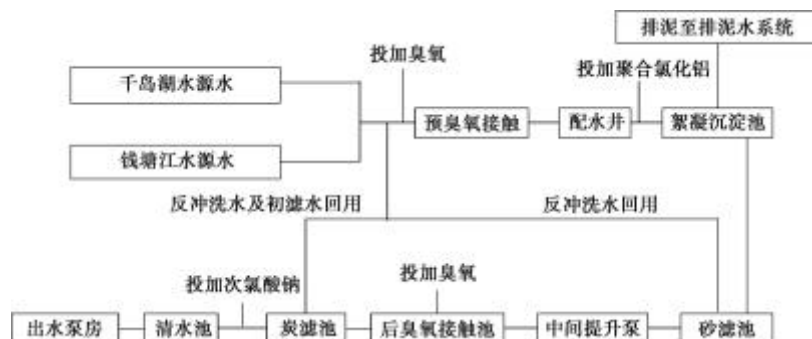 排泥至排泥水系统
投加臭氧
投加聚合氯化铝
千岛湖水源水
预臭氧接触
配水井
絮凝沉淀池
钱塘江水源水
反冲洗水及初滤水回用
反冲洗水回用
投加次氯酸钠
投加臭氧
出水泵房
清水池
炭滤池
后臭氧接触池
中间提升泵
砂滤池